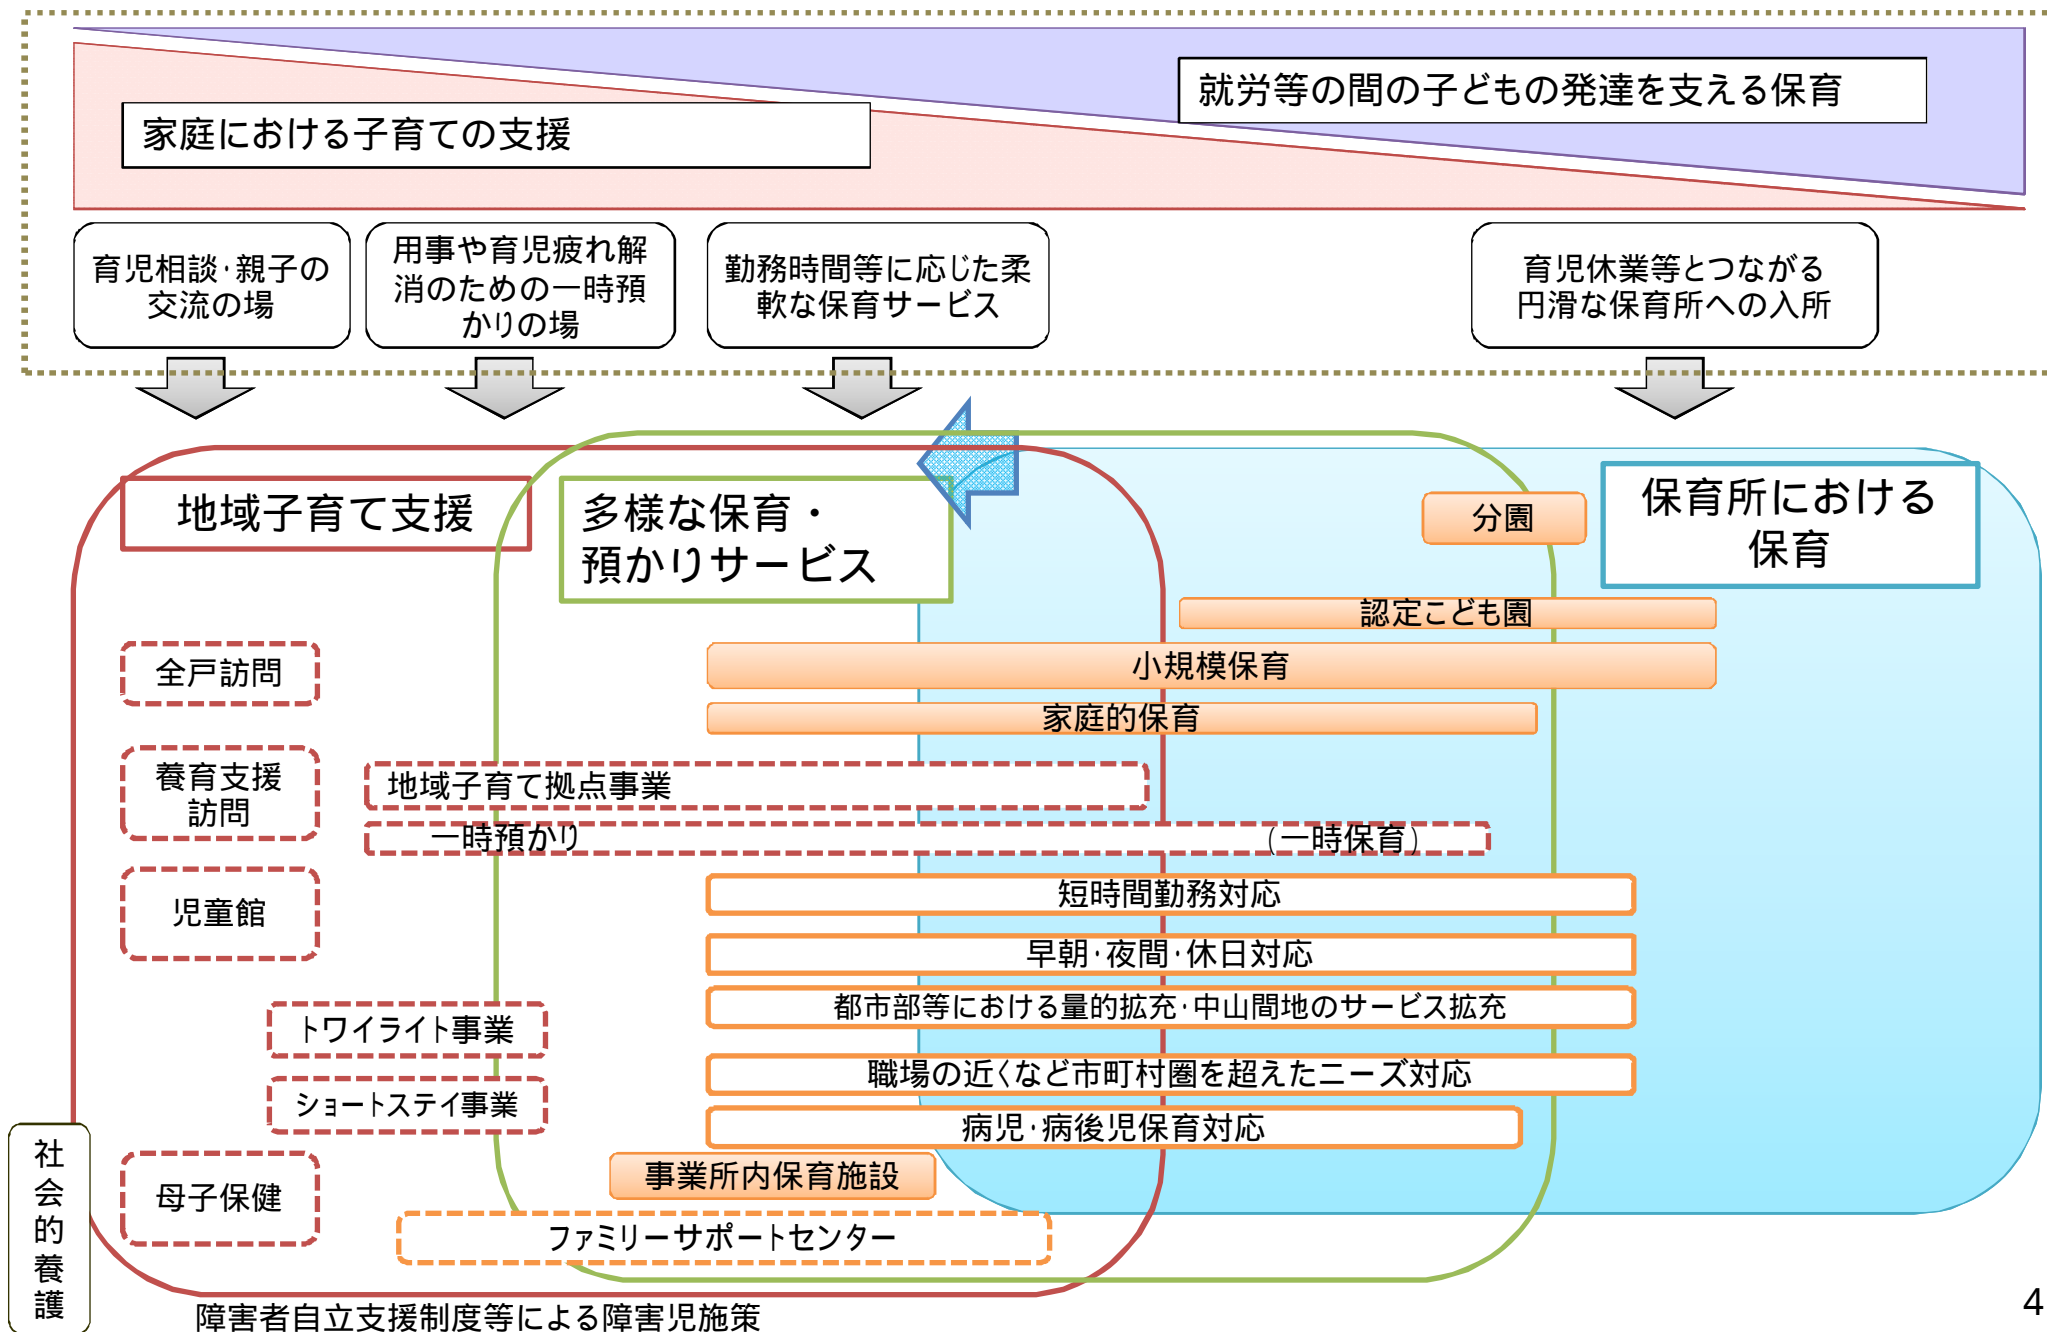 就労等の間の子どもの発達を支える保育
家庭における子育ての支援
育児相談･親子の
交流の場
用事や育児疲れ解
消のための一時預
かりの場
勤務時間等に応じた柔
軟な保育サービス
育児休業等とつながる
円滑な保育所への入所
地域子育て支援
多様な保育・
預かりサービス
分園
保育所における
保育
認定こども園
全戸訪問
小規模保育
家庭的保育
養育支援
訪問
地域子育て拠点事業
一時預かり
(一時保育)
児童館
短時間勤務対応
早朝･夜間･休日対応
都市部等における量的拡充･中山間地のサービス拡充
トワイライト事業
職場の近くなど市町村圏を超えたニーズ対応
ショートステイ事業
病児･病後児保育対応
事業所内保育施設
母子保健
ファミリーサポートセンター
社
会
的
養
護
障害者自立支援制度等による障害児施策
4